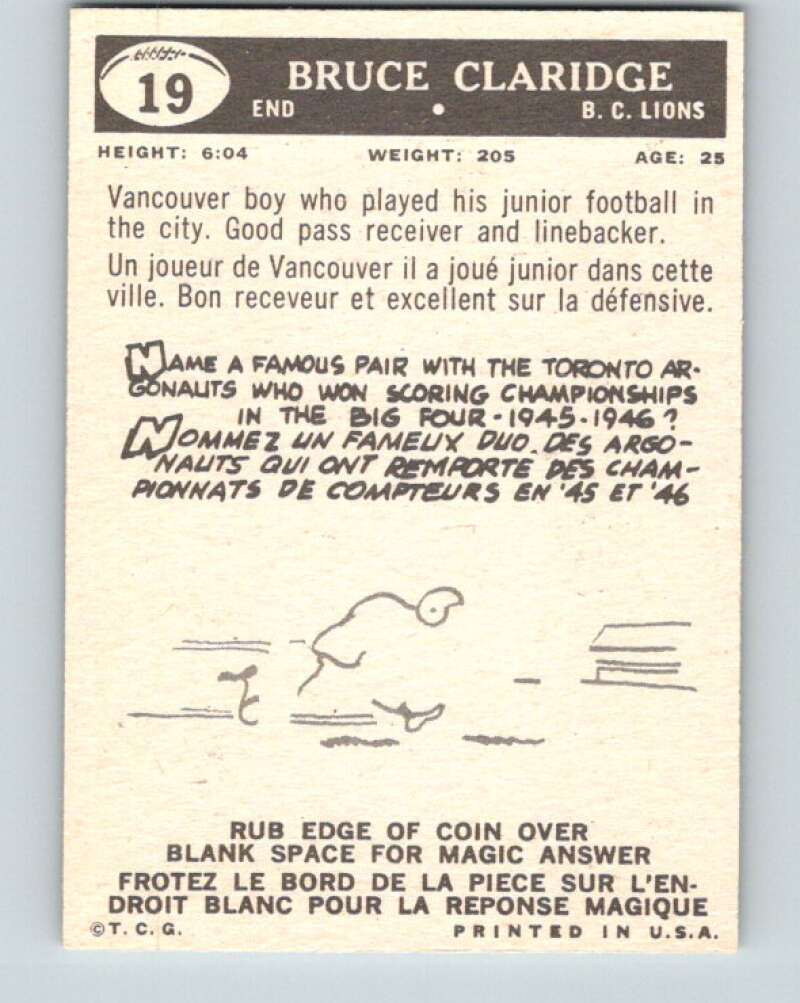 19
BRUCE CLARIDGE
END • B. C. LIONS
HEIGHT: 6:04 WEIGHT: 205 AGE: 25
Vancouver boy who played his junior football in
the city. Good pass receiver and linebacker.
Un joueur de Vancouver il a joué junior dans cette
ville. Bon receveur et excellent sur la défensive.
NAME A FAMOUS PAIR WITH THE TORONTO AR-
GONAUTS WHO WON SCORING CHAMPIONSHIPS
IN THE BIG FOUR - 1945 - 1946 ?
NOMMEZ UN FAMEUX DUO. DES ARGO-
NAUTS QUI ONT REMPORTE DES CHAM-
PIONNATS DE COMPTEURS EN '45 ET '46
RUB EDGE OF COIN OVER
BLANK SPACE FOR MAGIC ANSWER
FROTEZ LE BORD DE LA PIECE SUR L'EN-
DROIT BLANC POUR LA REPONSE MAGIQUE
©T. C. G. PRINTED IN U.S.A.